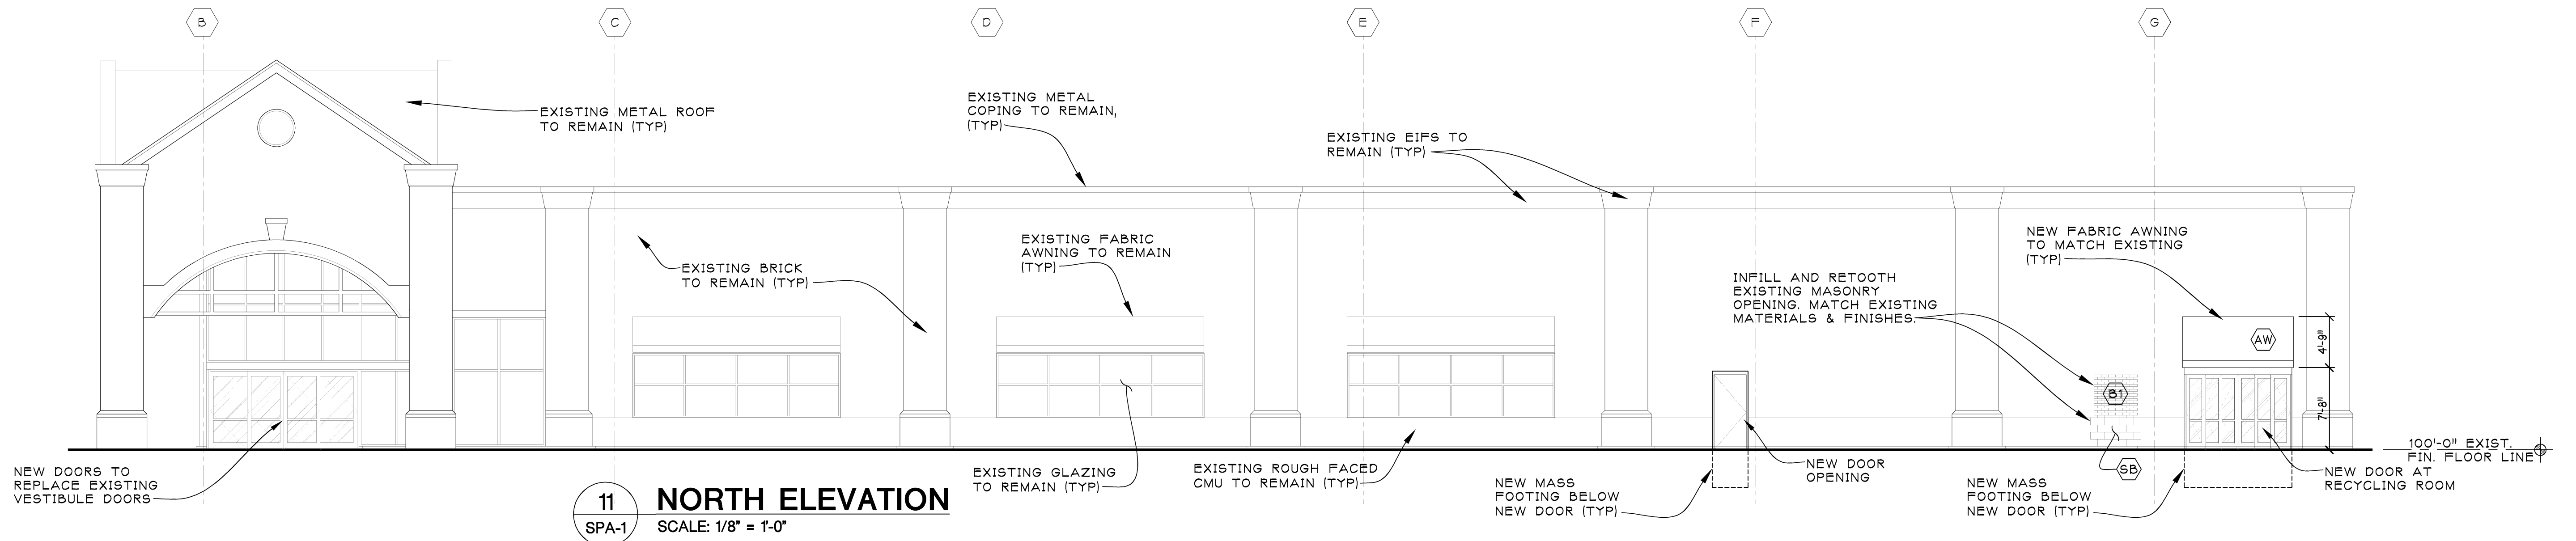 B
C
D
E
F
G
EXISTING METAL ROOF
TO REMAIN (TYP)
EXISTING METAL
COPING TO REMAIN,
(TYP)
EXISTING EIFS TO
REMAIN (TYP)
EXISTING BRICK
TO REMAIN (TYP)
EXISTING FABRIC
AWNING TO REMAIN
(TYP)
INFILL AND RETOOTH
EXISTING MASONRY
OPENING. MATCH EXISTING
MATERIALS & FINISHES.
NEW FABRIC AWNING
TO MATCH EXISTING
(TYP)
AW
4'-9"
B1
7'-8"
SB
100'-0" EXIST.
FIN. FLOOR LINE
NEW DOORS TO
REPLACE EXISTING
VESTIBULE DOORS
EXISTING GLAZING
TO REMAIN (TYP)
EXISTING ROUGH FACED
CMU TO REMAIN (TYP)
NEW MASS
FOOTING BELOW
NEW DOOR (TYP)
NEW DOOR
OPENING
NEW MASS
FOOTING BELOW
NEW DOOR (TYP)
NEW DOOR AT
RECYCLING ROOM
11
SPA-1
NORTH ELEVATION
SCALE: 1/8" = 1'-0"